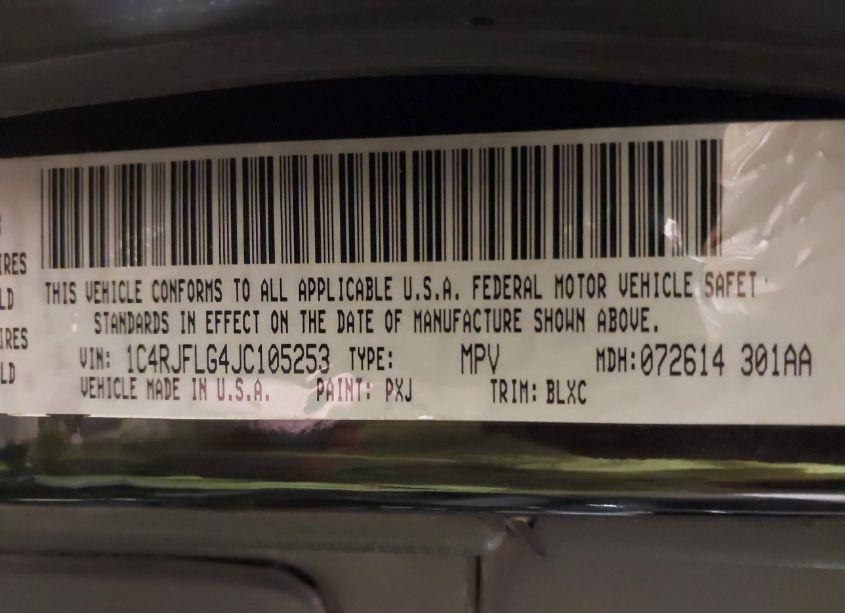 IRES
LD
IRES
LD
THIS VEHICLE CONFORMS TO ALL APPLICABLE U.S.A. FEDERAL MOTOR VEHICLE SAFET
STANDARDS IN EFFECT ON THE DATE OF MANUFACTURE SHOWN ABOVE.
VIN: 1C4RJFLG4JC105253 TYPE: MPV MDH:072614 301AA
VEHICLE MADE IN U.S.A. PAINT: PXJ TRIM: BLXC